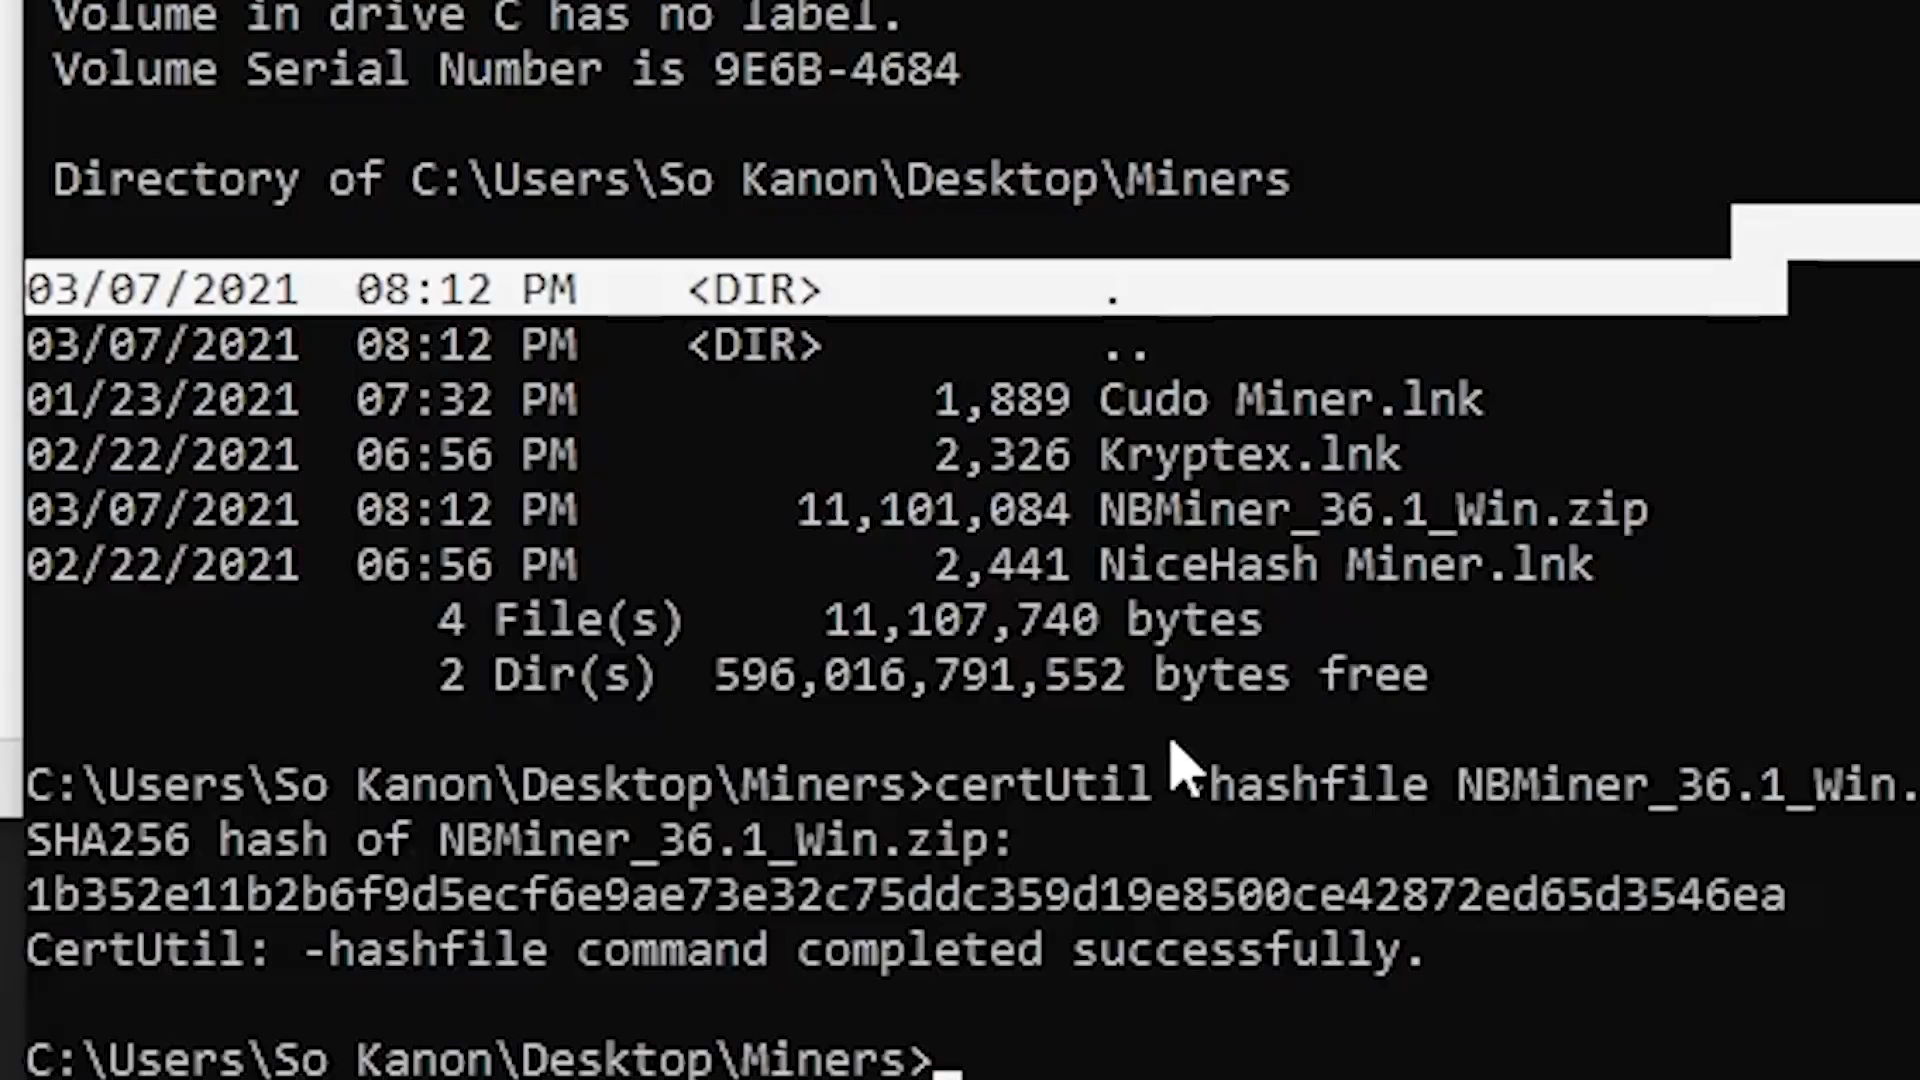 Volume in drive C has no label.
Volume Serial Number is 9E6B-4684
Directory of C:\Users\So Kanon\Desktop\Miners
03/07/2021 08:12 PM <DIR> .
03/07/2021 08:12 PM <DIR> ..
01/23/2021 07:32 PM 1,889 Cudo Miner.lnk
02/22/2021 06:56 PM 2,326 Kryptex.lnk
03/07/2021 08:12 PM 11,101,084 NBMiner_36.1_Win.zip
02/22/2021 06:56 PM 2,441 NiceHash Miner.lnk
4 File(s) 11,107,740 bytes
2 Dir(s) 596,016,791,552 bytes free
C:\Users\So Kanon\Desktop\Miners>certUtil -hashfile NBMiner_36.1_Win.
SHA256 hash of NBMiner_36.1_Win.zip:
1b352e11b2b6f9d5ecf6e9ae73e32c75ddc359d19e8500ce42872ed65d3546ea
CertUtil: -hashfile command completed successfully.
C:\Users\So Kanon\Desktop\Miners>_